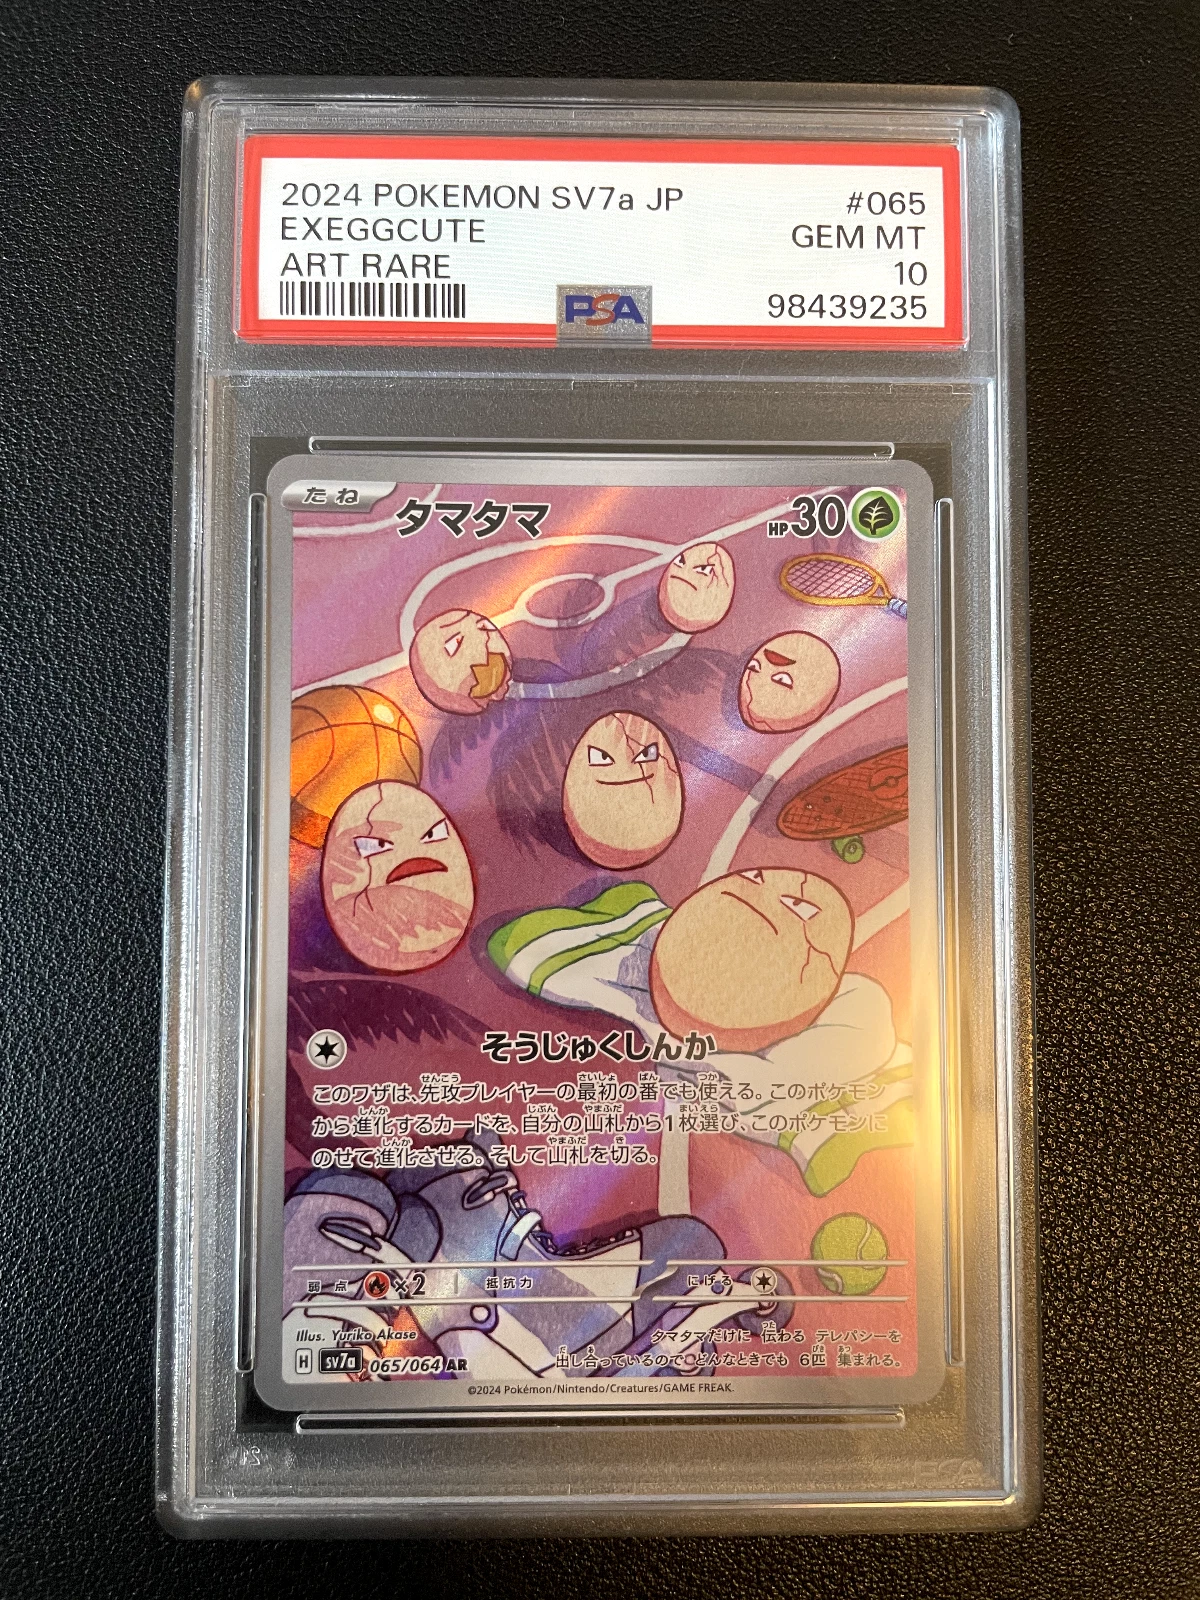 2024 POKEMON SV7a JP #065
EXEGGCUTE GEM MT
ART RARE 10
PSA 98439235
たね タマタマ HP30
そうじゅくしんか
このワザは、先攻プレイヤーの最初の番でも使える。このポケモン
から進化するカードを、自分の山札から1枚選び、このポケモンに
のせて進化させる。そして山札を切る。
弱点 ×2 抵抗力 にげる
Illus. Yuriko Akase
タマタマだけに 伝わる テレパシーを
出し合っているので どんなときでも 6匹 集まれる。
H sv7a 065/064 AR
©2024 Pokémon/Nintendo/Creatures/GAME FREAK.